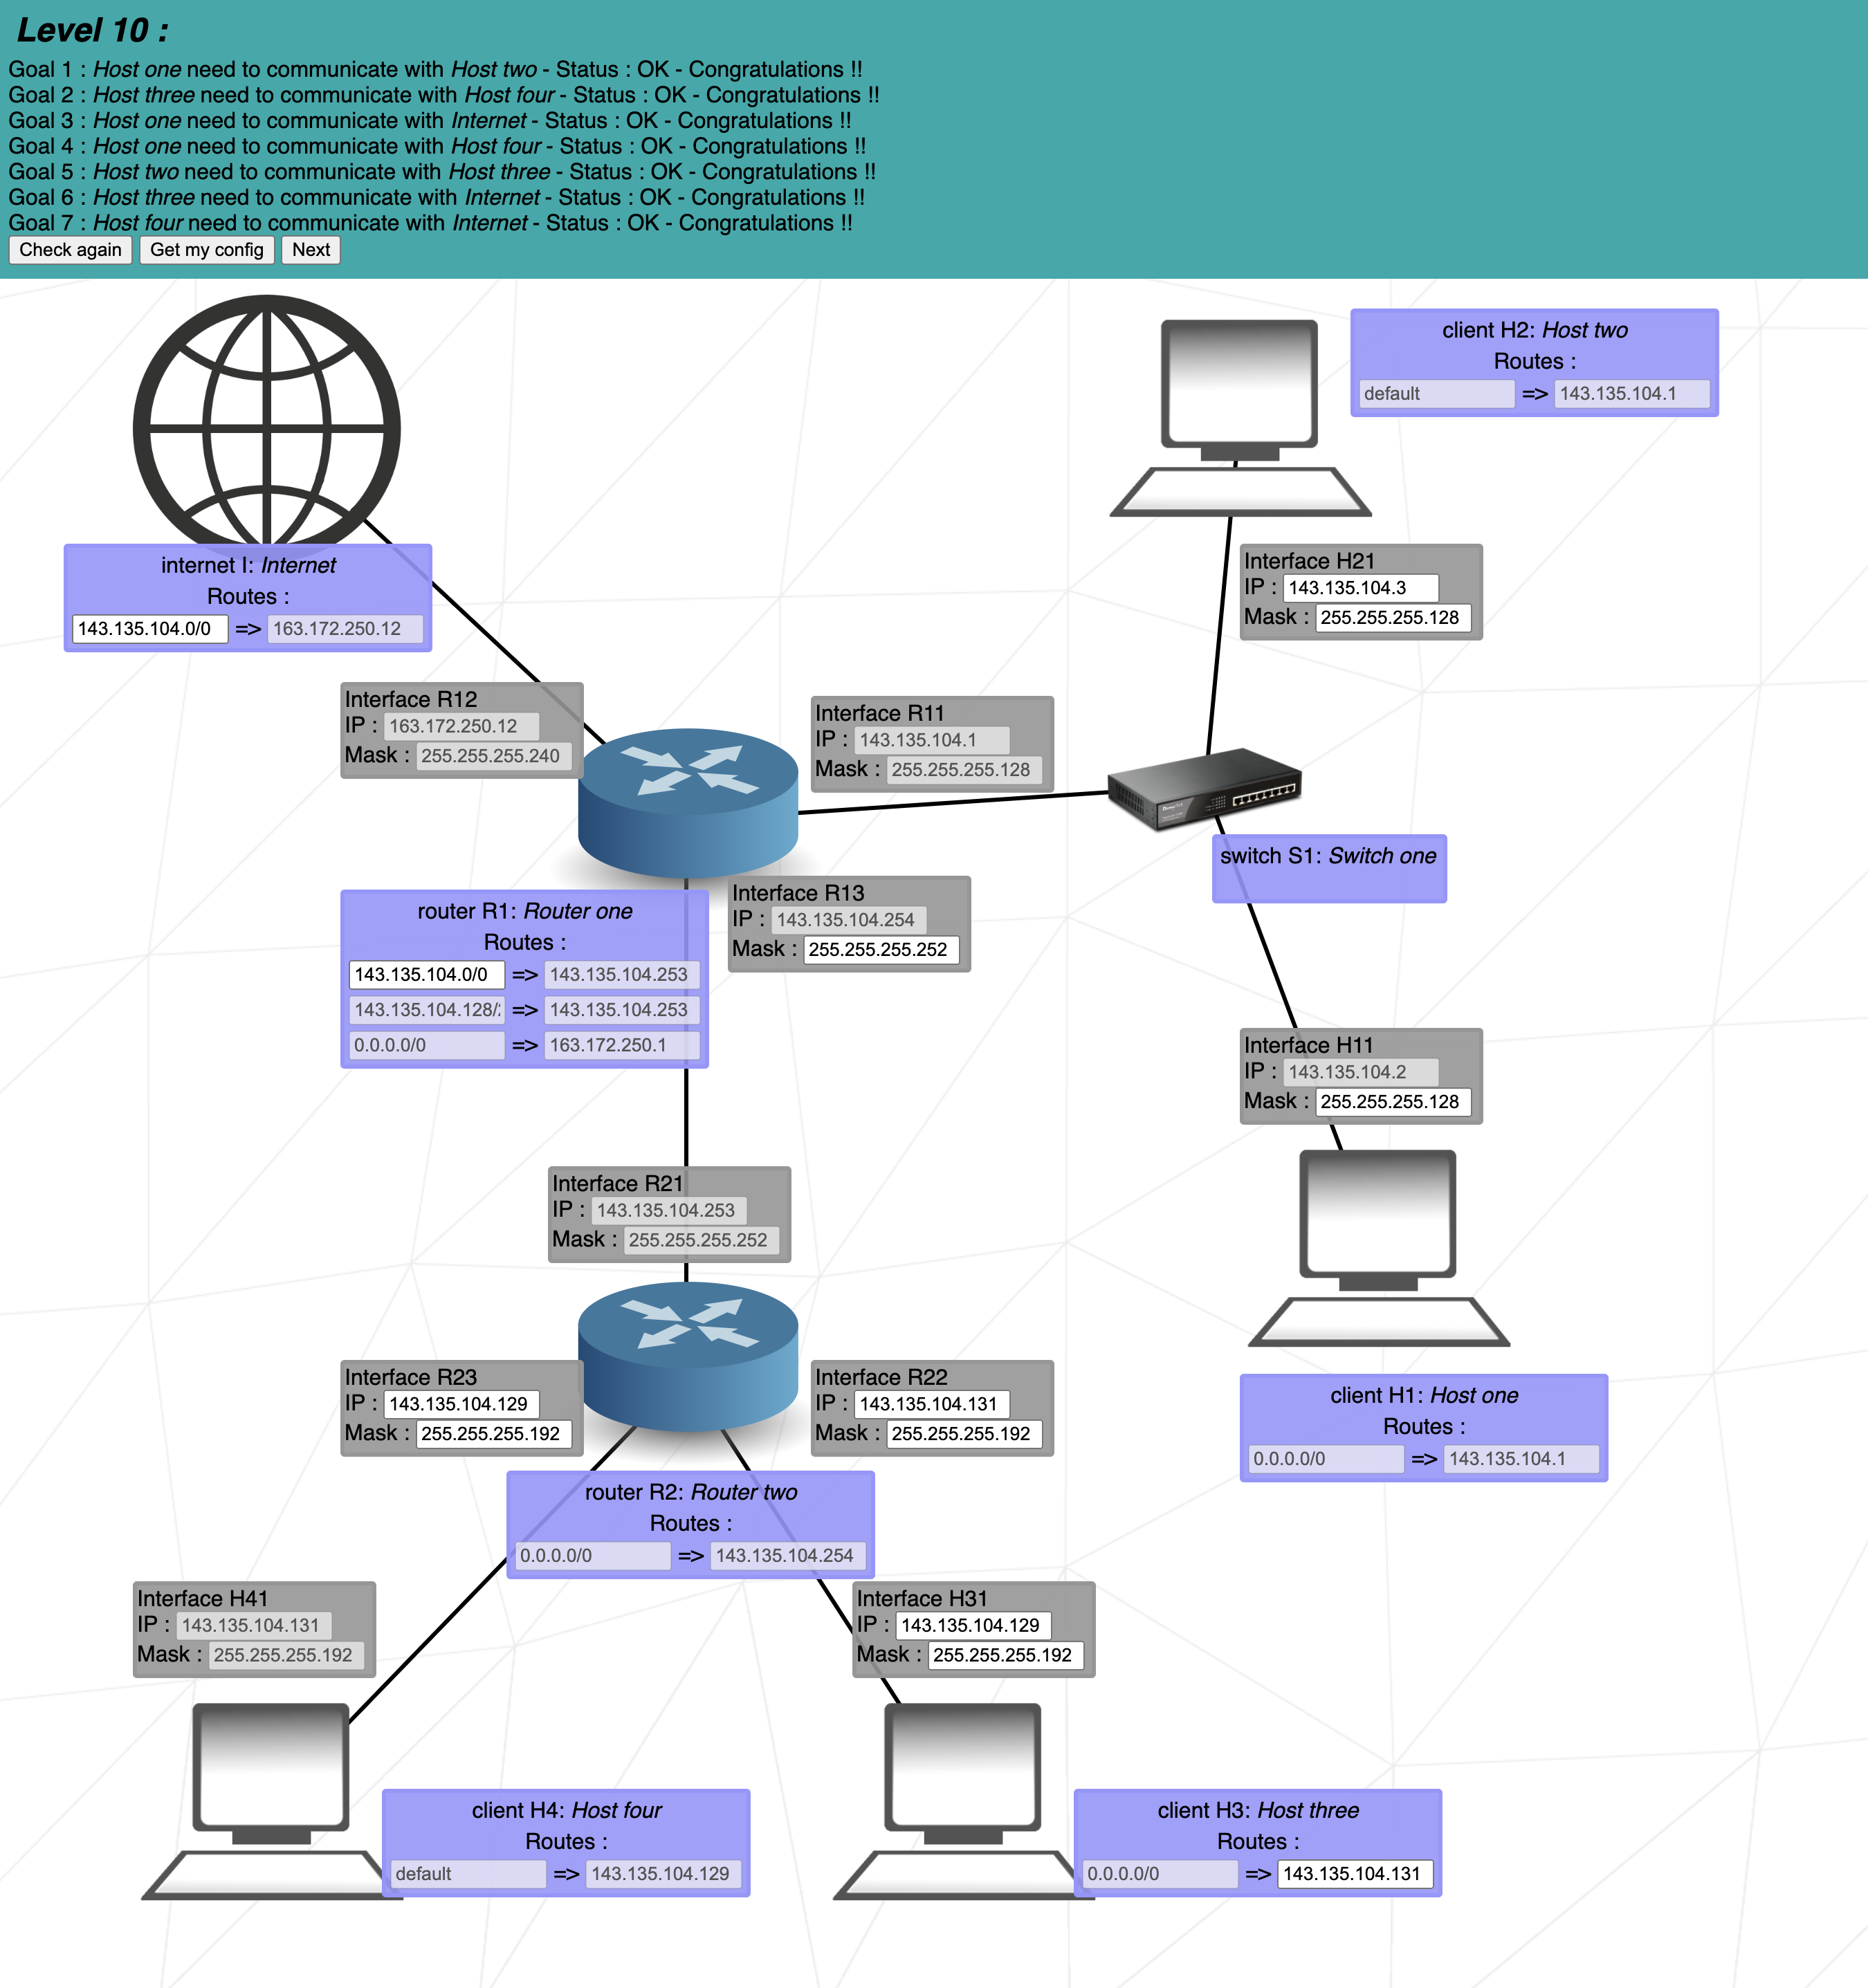 Level 10 :
Goal 1 : Host one need to communicate with Host two - Status : OK - Congratulations !!
Goal 2 : Host three need to communicate with Host four - Status : OK - Congratulations !!
Goal 3 : Host one need to communicate with Internet - Status : OK - Congratulations !!
Goal 4 : Host one need to communicate with Host four - Status : OK - Congratulations !!
Goal 5 : Host two need to communicate with Host three - Status : OK - Congratulations !!
Goal 6 : Host three need to communicate with Internet - Status : OK - Congratulations !!
Goal 7 : Host four need to communicate with Internet - Status : OK - Congratulations !!
Check again Get my config Next
client H2: Host two
Routes :
default => 143.135.104.1
internet I: Internet
Routes :
143.135.104.0/0 => 163.172.250.12
Interface H21
IP : 143.135.104.3
Mask : 255.255.255.128
Interface R12
IP : 163.172.250.12
Mask : 255.255.255.240
Interface R11
IP : 143.135.104.1
Mask : 255.255.255.128
switch S1: Switch one
Interface R13
IP : 143.135.104.254
Mask : 255.255.255.252
router R1: Router one
Routes :
143.135.104.0/0 => 143.135.104.253
143.135.104.128/ => 143.135.104.253
0.0.0.0/0 => 163.172.250.1
Interface H11
IP : 143.135.104.2
Mask : 255.255.255.128
Interface R21
IP : 143.135.104.253
Mask : 255.255.255.252
Interface R23
IP : 143.135.104.129
Mask : 255.255.255.192
Interface R22
IP : 143.135.104.131
Mask : 255.255.255.192
client H1: Host one
Routes :
0.0.0.0/0 => 143.135.104.1
router R2: Router two
Routes :
0.0.0.0/0 => 143.135.104.254
Interface H41
IP : 143.135.104.131
Mask : 255.255.255.192
Interface H31
IP : 143.135.104.129
Mask : 255.255.255.192
client H4: Host four
Routes :
default => 143.135.104.129
client H3: Host three
Routes :
0.0.0.0/0 => 143.135.104.131